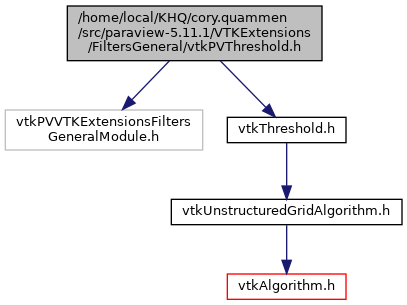 /home/local/KHQ/cory.quammen
/src/paraview-5.11.1/VTKExtensions
/FiltersGeneral/vtkPVThreshold.h
vtkPVVTKExtensionsFilters
GeneralModule.h
vtkThreshold.h
vtkUnstructuredGridAlgorithm.h
vtkAlgorithm.h